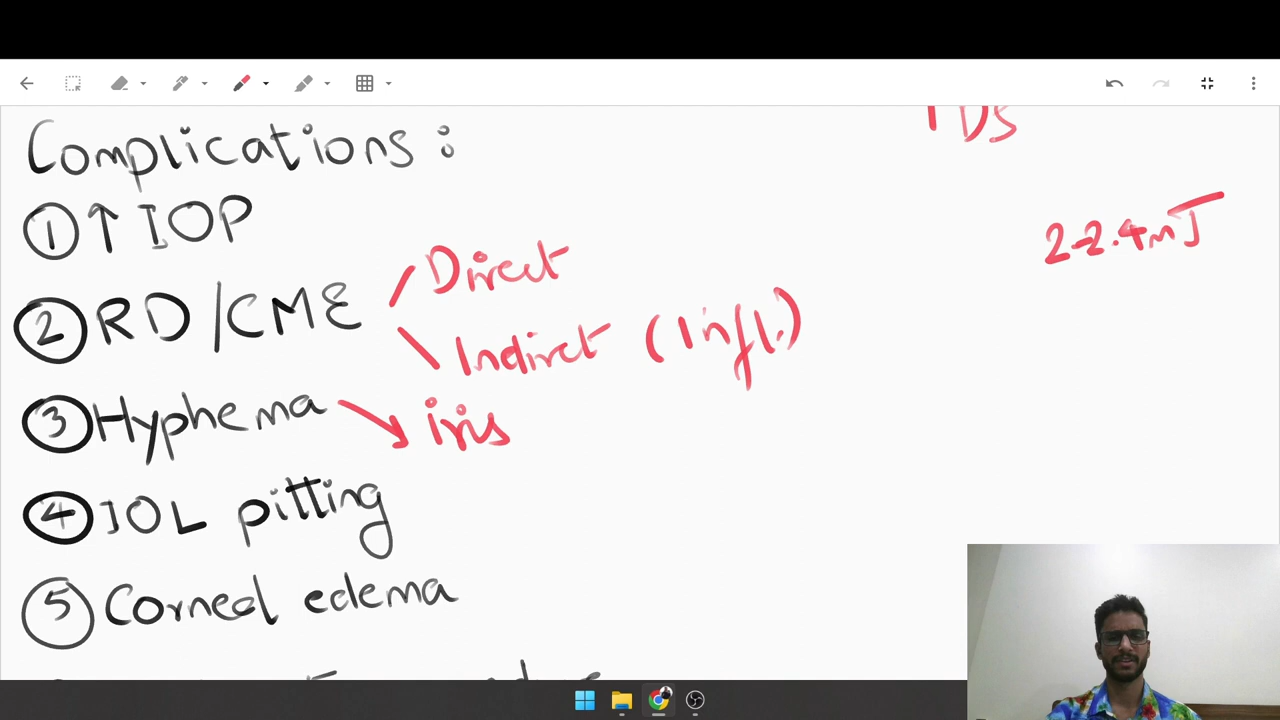 DS
Complications :
① ↑ IOP
2-2.4mJ
② RD/CME
Direct
Indirect (Infl.)
③ Hyphema → iris
④ IOL pitting
⑤ Corneal edema